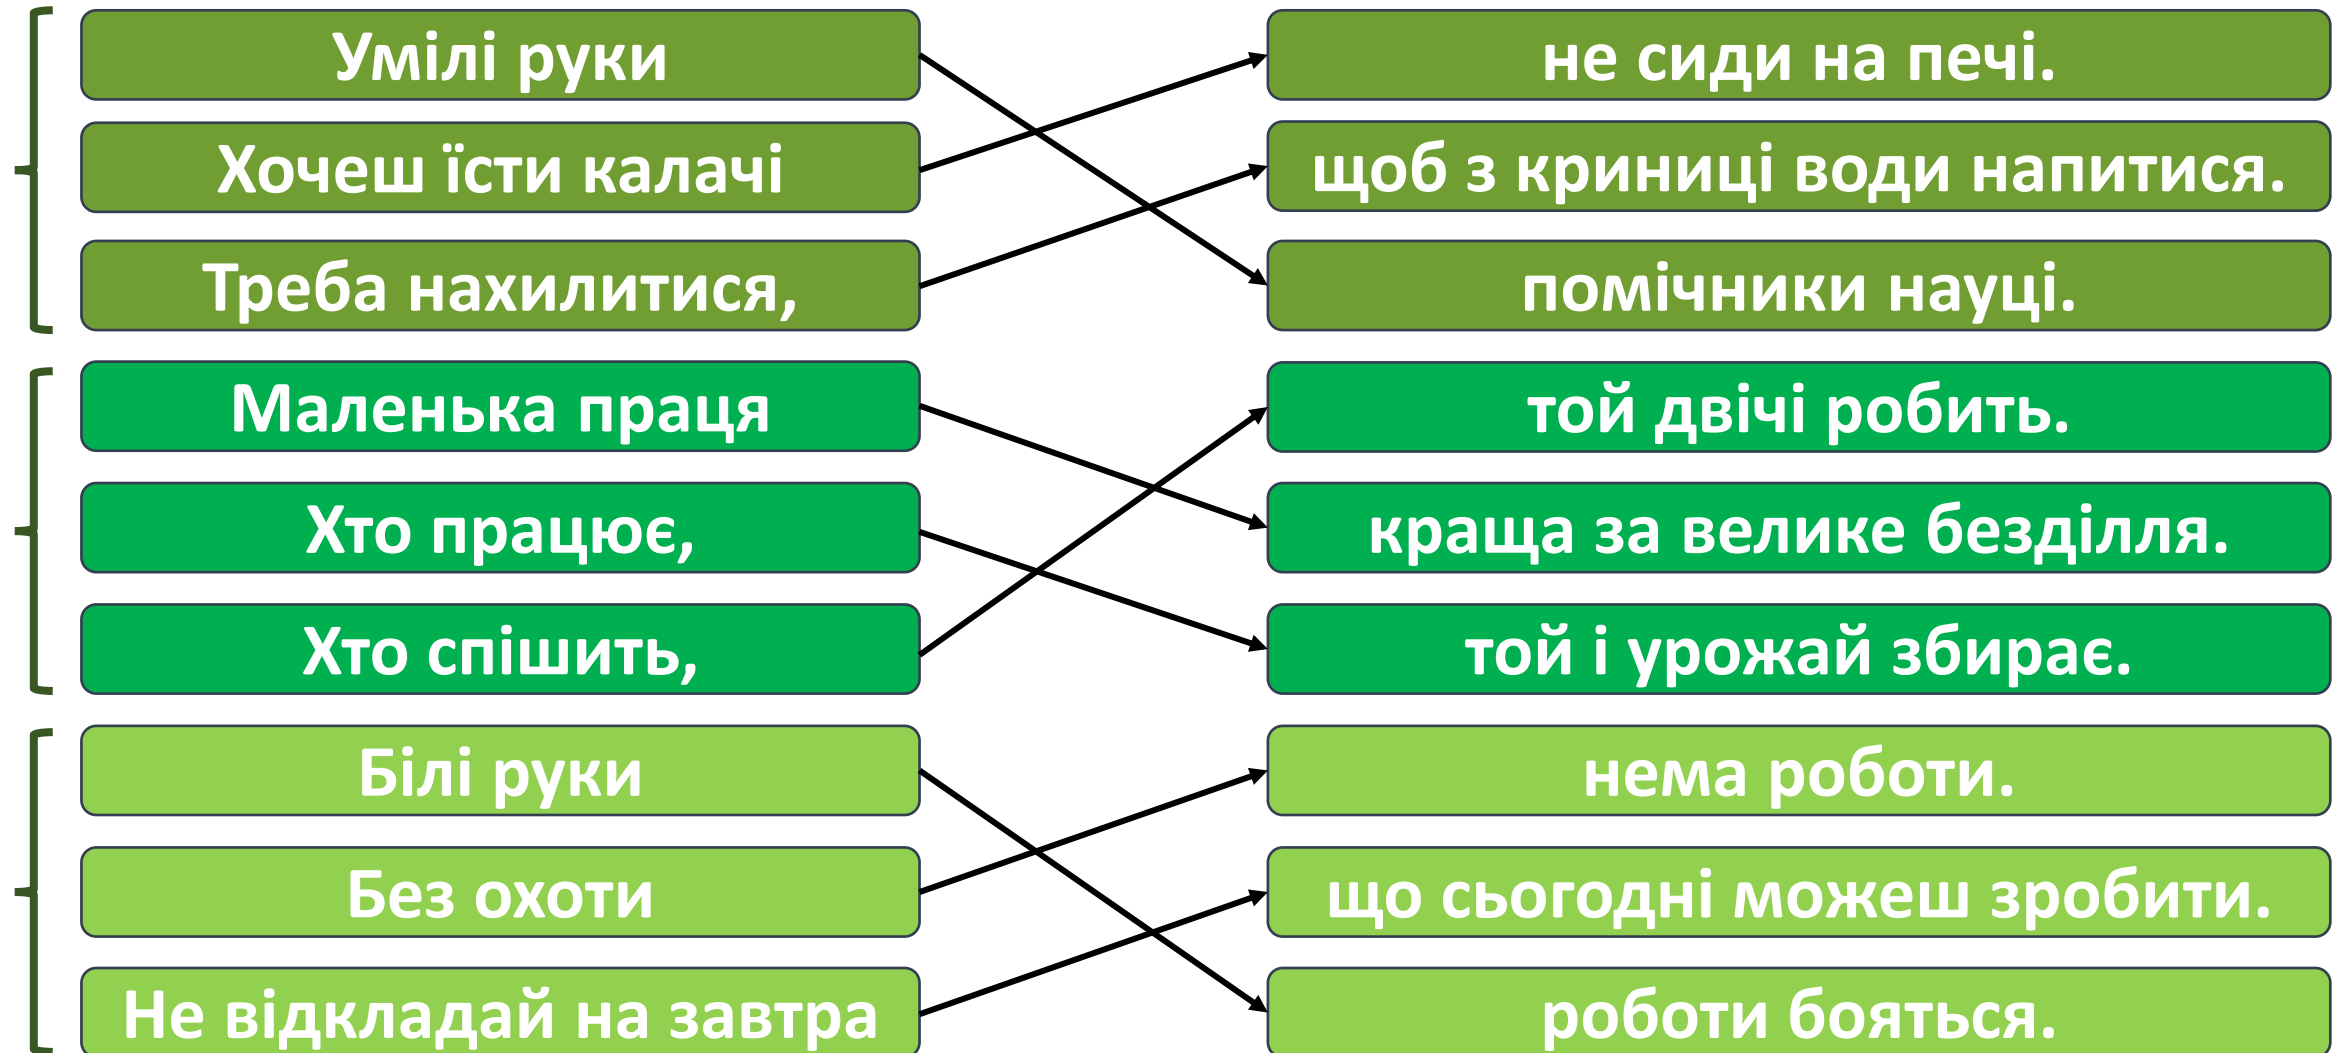 Умілі руки
не сиди на печі.
Хочеш їсти калачі
щоб з криниці води напитися.
Треба нахилитися,
помічники науці.
Маленька праця
той двічі робить.
Хто працює,
краща за велике безділля.
Хто спішить,
той і урожай збирає.
Білі руки
нема роботи.
Без охоти
що сьогодні можеш зробити.
Не відкладай на завтра
роботи бояться.